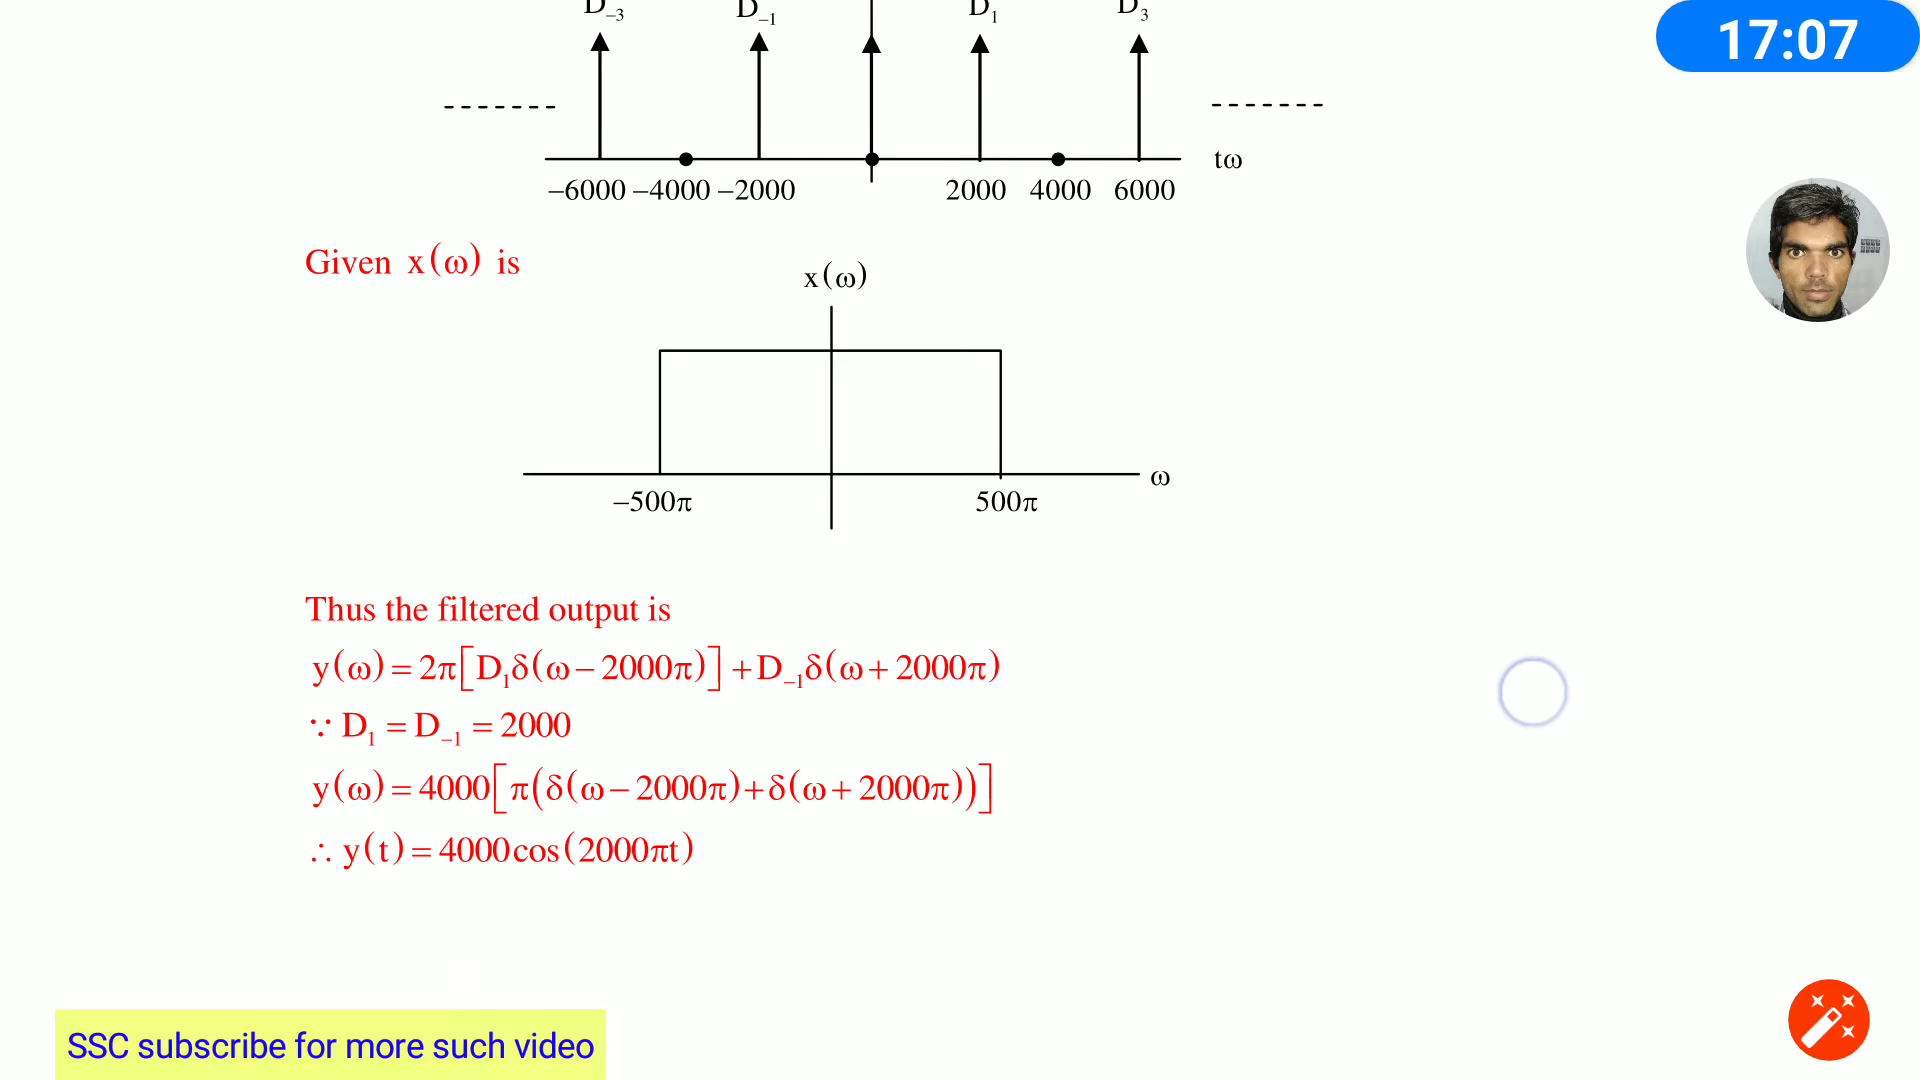 D₋₃ D₋₁ D₁ D₃
17:07
−6000 −4000 −2000 2000 4000 6000 tω
Given x(ω) is
x(ω)
ω
−500π 500π
Thus the filtered output is
y(ω) = 2π[D₁δ(ω − 2000π)] + D₋₁δ(ω + 2000π)
∵ D₁ = D₋₁ = 2000
y(ω) = 4000[π(δ(ω − 2000π) + δ(ω + 2000π))]
∴ y(t) = 4000cos(2000πt)
SSC subscribe for more such video